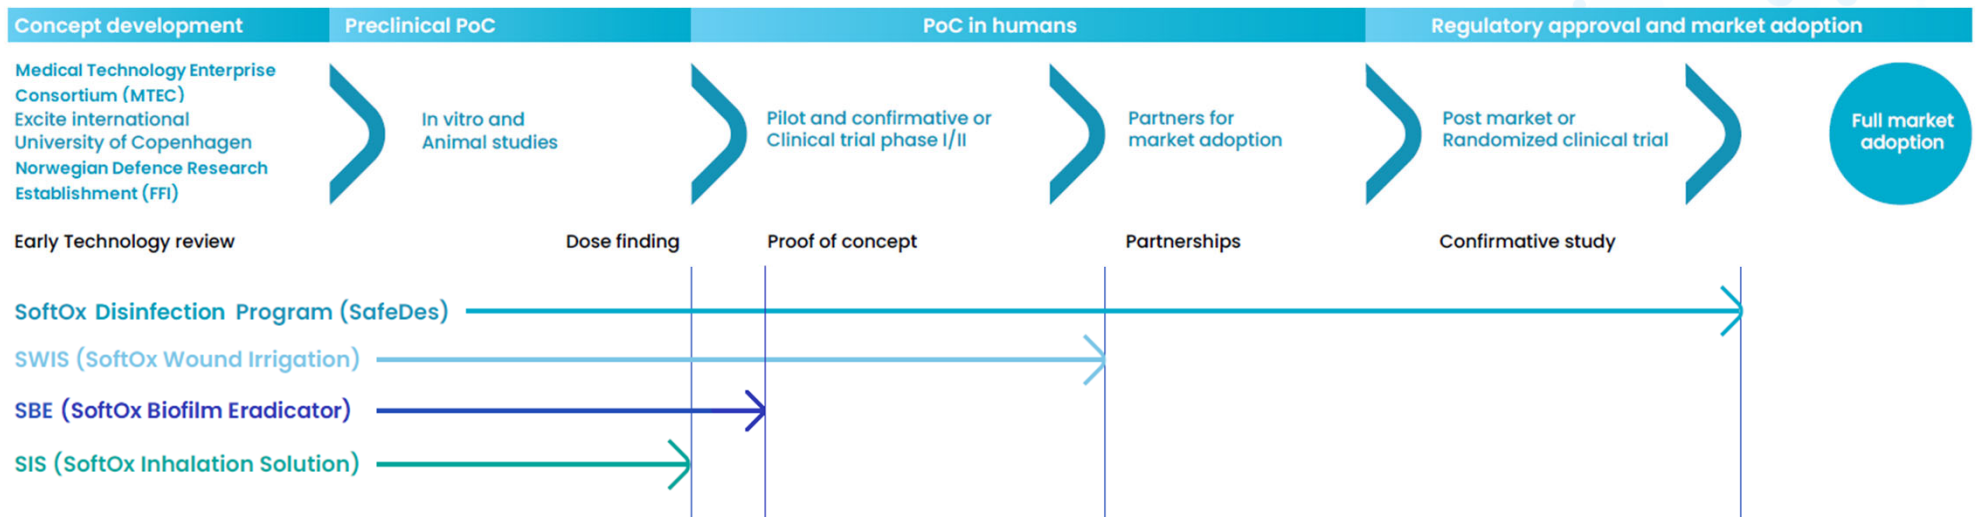 Concept development
Preclinical PoC
PoC in humans
Regulatory approval and market adoption
Medical Technology Enterprise
Consortium (MTEC)
Excite international
University of Copenhagen
Norwegian Defence Research
Establishment (FFI)
In vitro and
Animal studies
Pilot and confirmative or
Clinical trial phase I/II
Partners for
market adoption
Post market or
Randomized clinical trial
Full market
adoption
Early Technology review
Dose finding
Proof of concept
Partnerships
Confirmative study
SoftOx Disinfection Program (SafeDes)
SWIS (SoftOx Wound Irrigation)
SBE (SoftOx Biofilm Eradicator)
SIS (SoftOx Inhalation Solution)